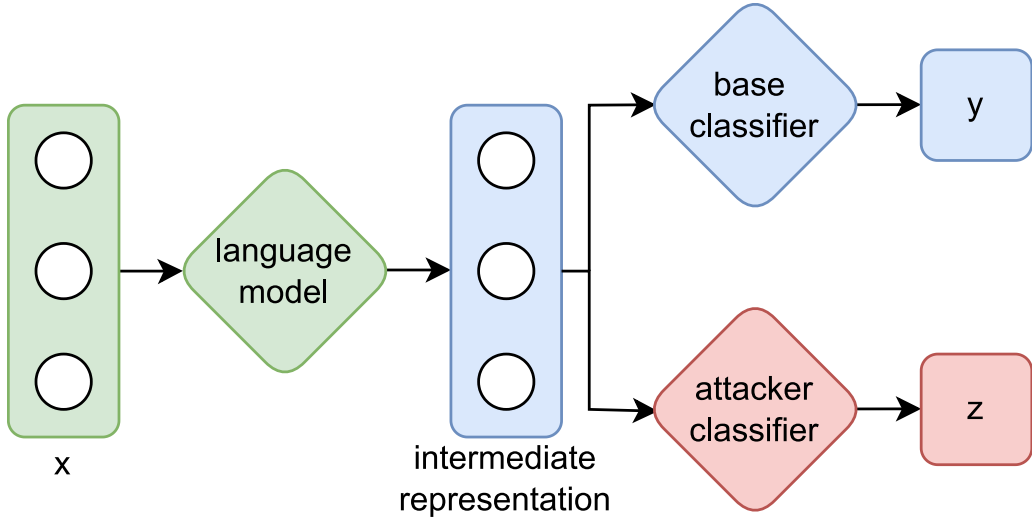 x
language
model
intermediate
representation
base
classifier
y
attacker
classifier
z